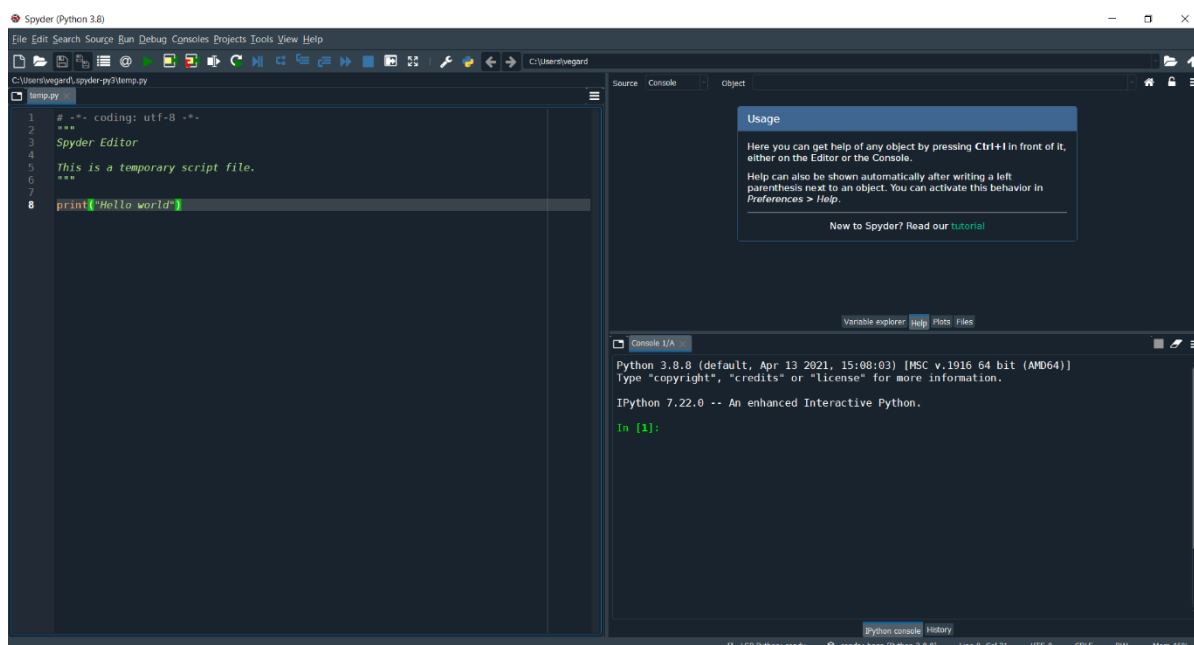 Spyder (Python 3.8)
File Edit Search Source Run Debug Consoles Projects Tools View Help
C:\Users\vegard
C:\Users\vegard\.spyder-py3\temp.py
temp.py
1 # -*- coding: utf-8 -*-
2 """
3 Spyder Editor
4
5 This is a temporary script file.
6 """
7
8 print("Hello world")
Source Console Object
Usage
Here you can get help of any object by pressing Ctrl+I in front of it,
either on the Editor or the Console.
Help can also be shown automatically after writing a left
parenthesis next to an object. You can activate this behavior in
Preferences > Help.
New to Spyder? Read our tutorial
Variable explorer Help Plots Files
Console 1/A
Python 3.8.8 (default, Apr 13 2021, 15:08:03) [MSC v.1916 64 bit (AMD64)]
Type "copyright", "credits" or "license" for more information.
IPython 7.22.0 -- An enhanced Interactive Python.
In [1]:
IPython console History